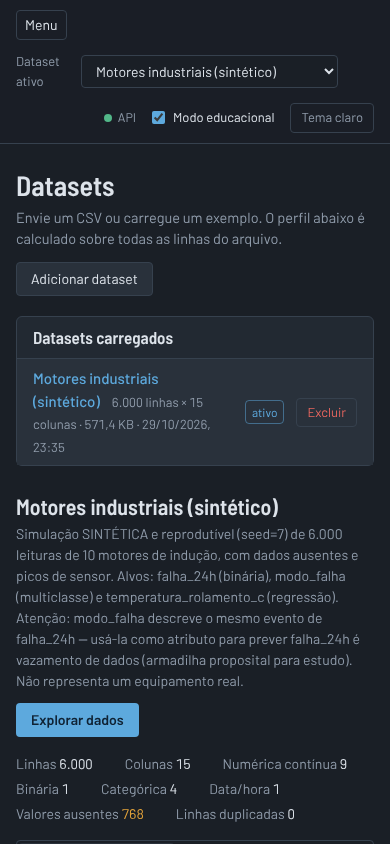 Menu
Dataset
ativo
Motores industriais (sintético)
API
Modo educacional
Tema claro
Datasets
Envie um CSV ou carregue um exemplo. O perfil abaixo é
calculado sobre todas as linhas do arquivo.
Adicionar dataset
Datasets carregados
Motores industriais
(sintético) 6.000 linhas × 15
colunas · 571,4 KB · 29/10/2026,
23:35
ativo
Excluir
Motores industriais (sintético)
Simulação SINTÉTICA e reprodutível (seed=7) de 6.000
leituras de 10 motores de indução, com dados ausentes e
picos de sensor. Alvos: falha_24h (binária), modo_falha
(multiclasse) e temperatura_rolamento_c (regressão).
Atenção: modo_falha descreve o mesmo evento de
falha_24h — usá-la como atributo para prever falha_24h é
vazamento de dados (armadilha proposital para estudo).
Não representa um equipamento real.
Explorar dados
Linhas 6.000 Colunas 15 Numérica contínua 9
Binária 1 Categórica 4 Data/hora 1
Valores ausentes 768 Linhas duplicadas 0